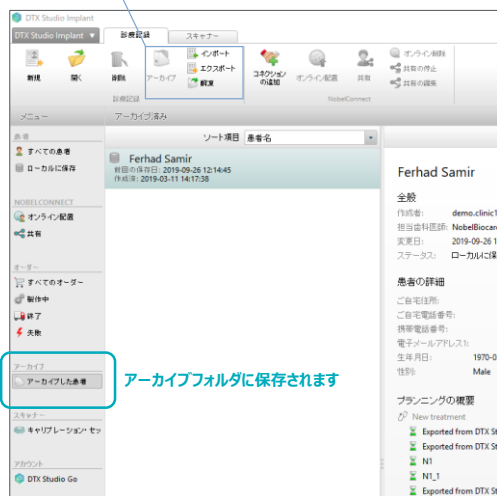 DTX Studio Implant
DTX Studio Implant ▼
診療記録
スキャナー
新規
開く
削除
アーカイブ
インポート
エクスポート
解凍
コネクション
の追加
オンライン配置
共有
オンライン削除
共有の停止
共有の編集
診療記録
NobelConnect
メニュー
アーカイブ済み
患者
すべての患者
ローカルに保存
NOBELCONNECT
オンライン配置
共有
オーダー
すべてのオーダー
製作中
終了
失敗
アーカイブ
アーカイブした患者
スキャナー
キャリブレーション・セッ
アカウント
DTX Studio Go
ソート項目 患者名
Ferhad Samir
前回の保存日: 2019-09-26 12:14:45
作成済: 2019-03-11 14:17:38
アーカイブフォルダに保存されます
Ferhad Samir
全般
作成者: demo.clinic1
担当歯科医師: NobelBiocare
変更日: 2019-09-26 1
ステータス: ローカルに保
患者の詳細
ご自宅住所:
ご自宅電話番号:
携帯電話番号:
電子メールアドレス1:
生年月日: 1970-0
性別: Male
プランニングの概要
New treatment
Exported from DTX St
Exported from DTX St
N1
N1_1
Exported from DTX St